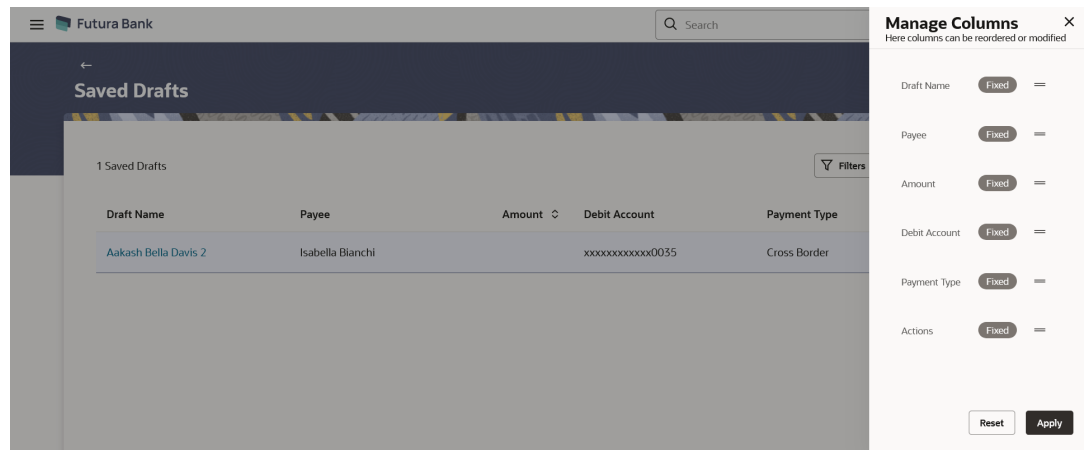 Futura Bank
Search
Saved Drafts
1 Saved Drafts
Filters
Draft Name Payee Amount Debit Account Payment Type
Aakash Bella Davis 2 Isabella Bianchi xxxxxxxxxxxx0035 Cross Border
Manage Columns
Here columns can be reordered or modified
Draft Name Fixed
Payee Fixed
Amount Fixed
Debit Account Fixed
Payment Type Fixed
Actions Fixed
Reset Apply